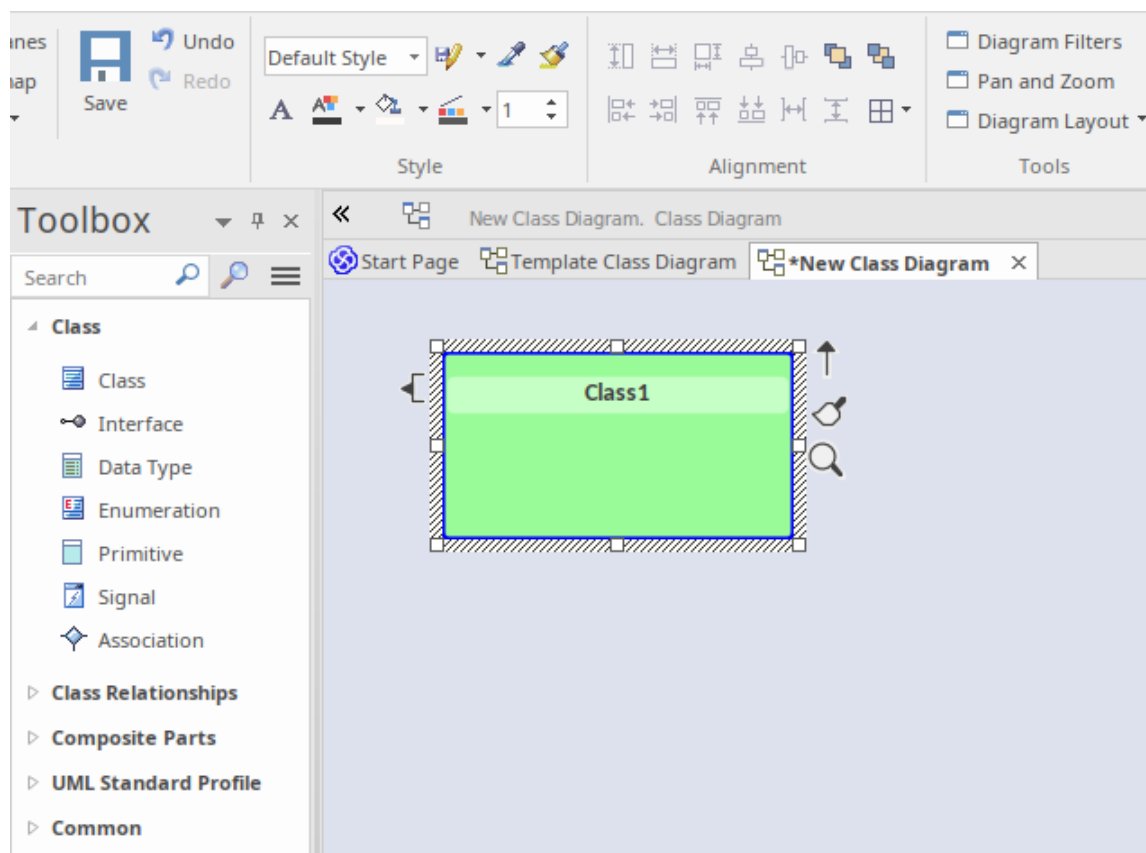 Undo
Redo
Save
Default Style
A
1
Style
Alignment
Diagram Filters
Pan and Zoom
Diagram Layout
Tools
Toolbox
Search
Class
Class
Interface
Data Type
Enumeration
Primitive
Signal
Association
Class Relationships
Composite Parts
UML Standard Profile
Common
New Class Diagram. Class Diagram
Start Page
Template Class Diagram
*New Class Diagram
Class1